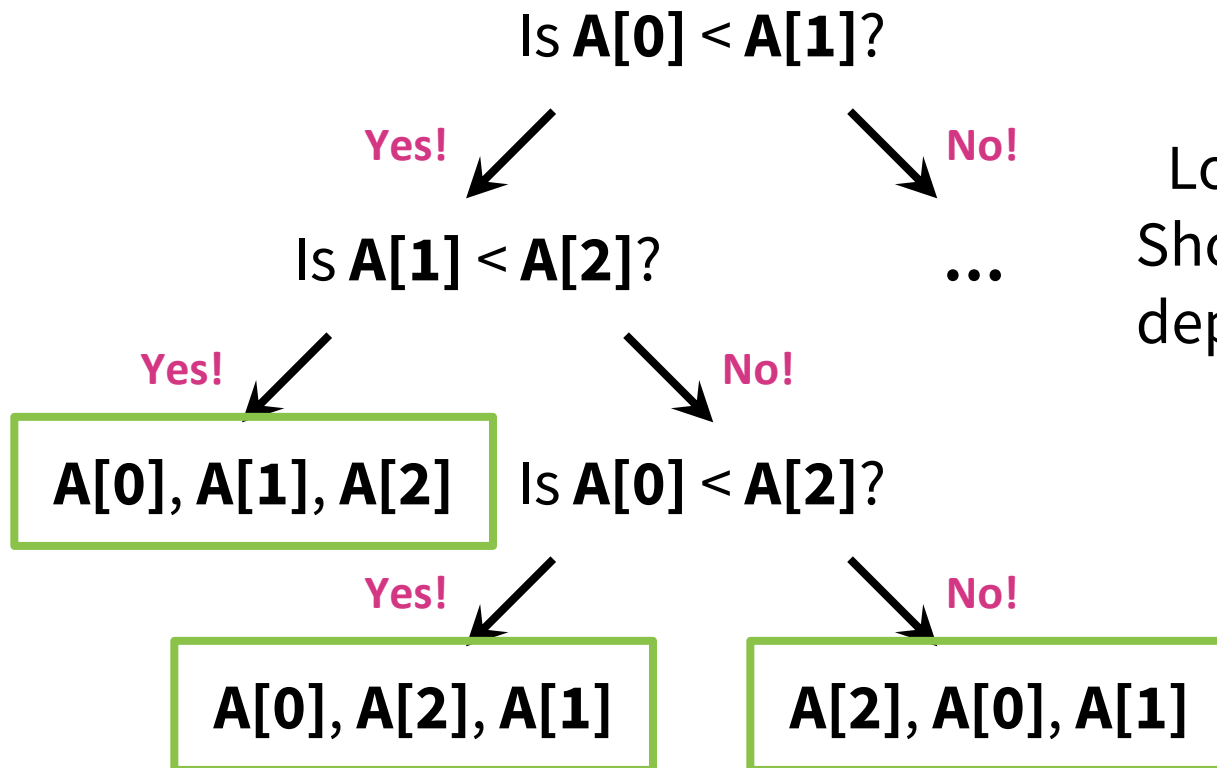 Is A[0] < A[1]?
Yes!
No!
Is A[1] < A[2]?
...
Yes!
No!
A[0], A[1], A[2]
Is A[0] < A[2]?
Yes!
No!
A[0], A[2], A[1]
A[2], A[0], A[1]